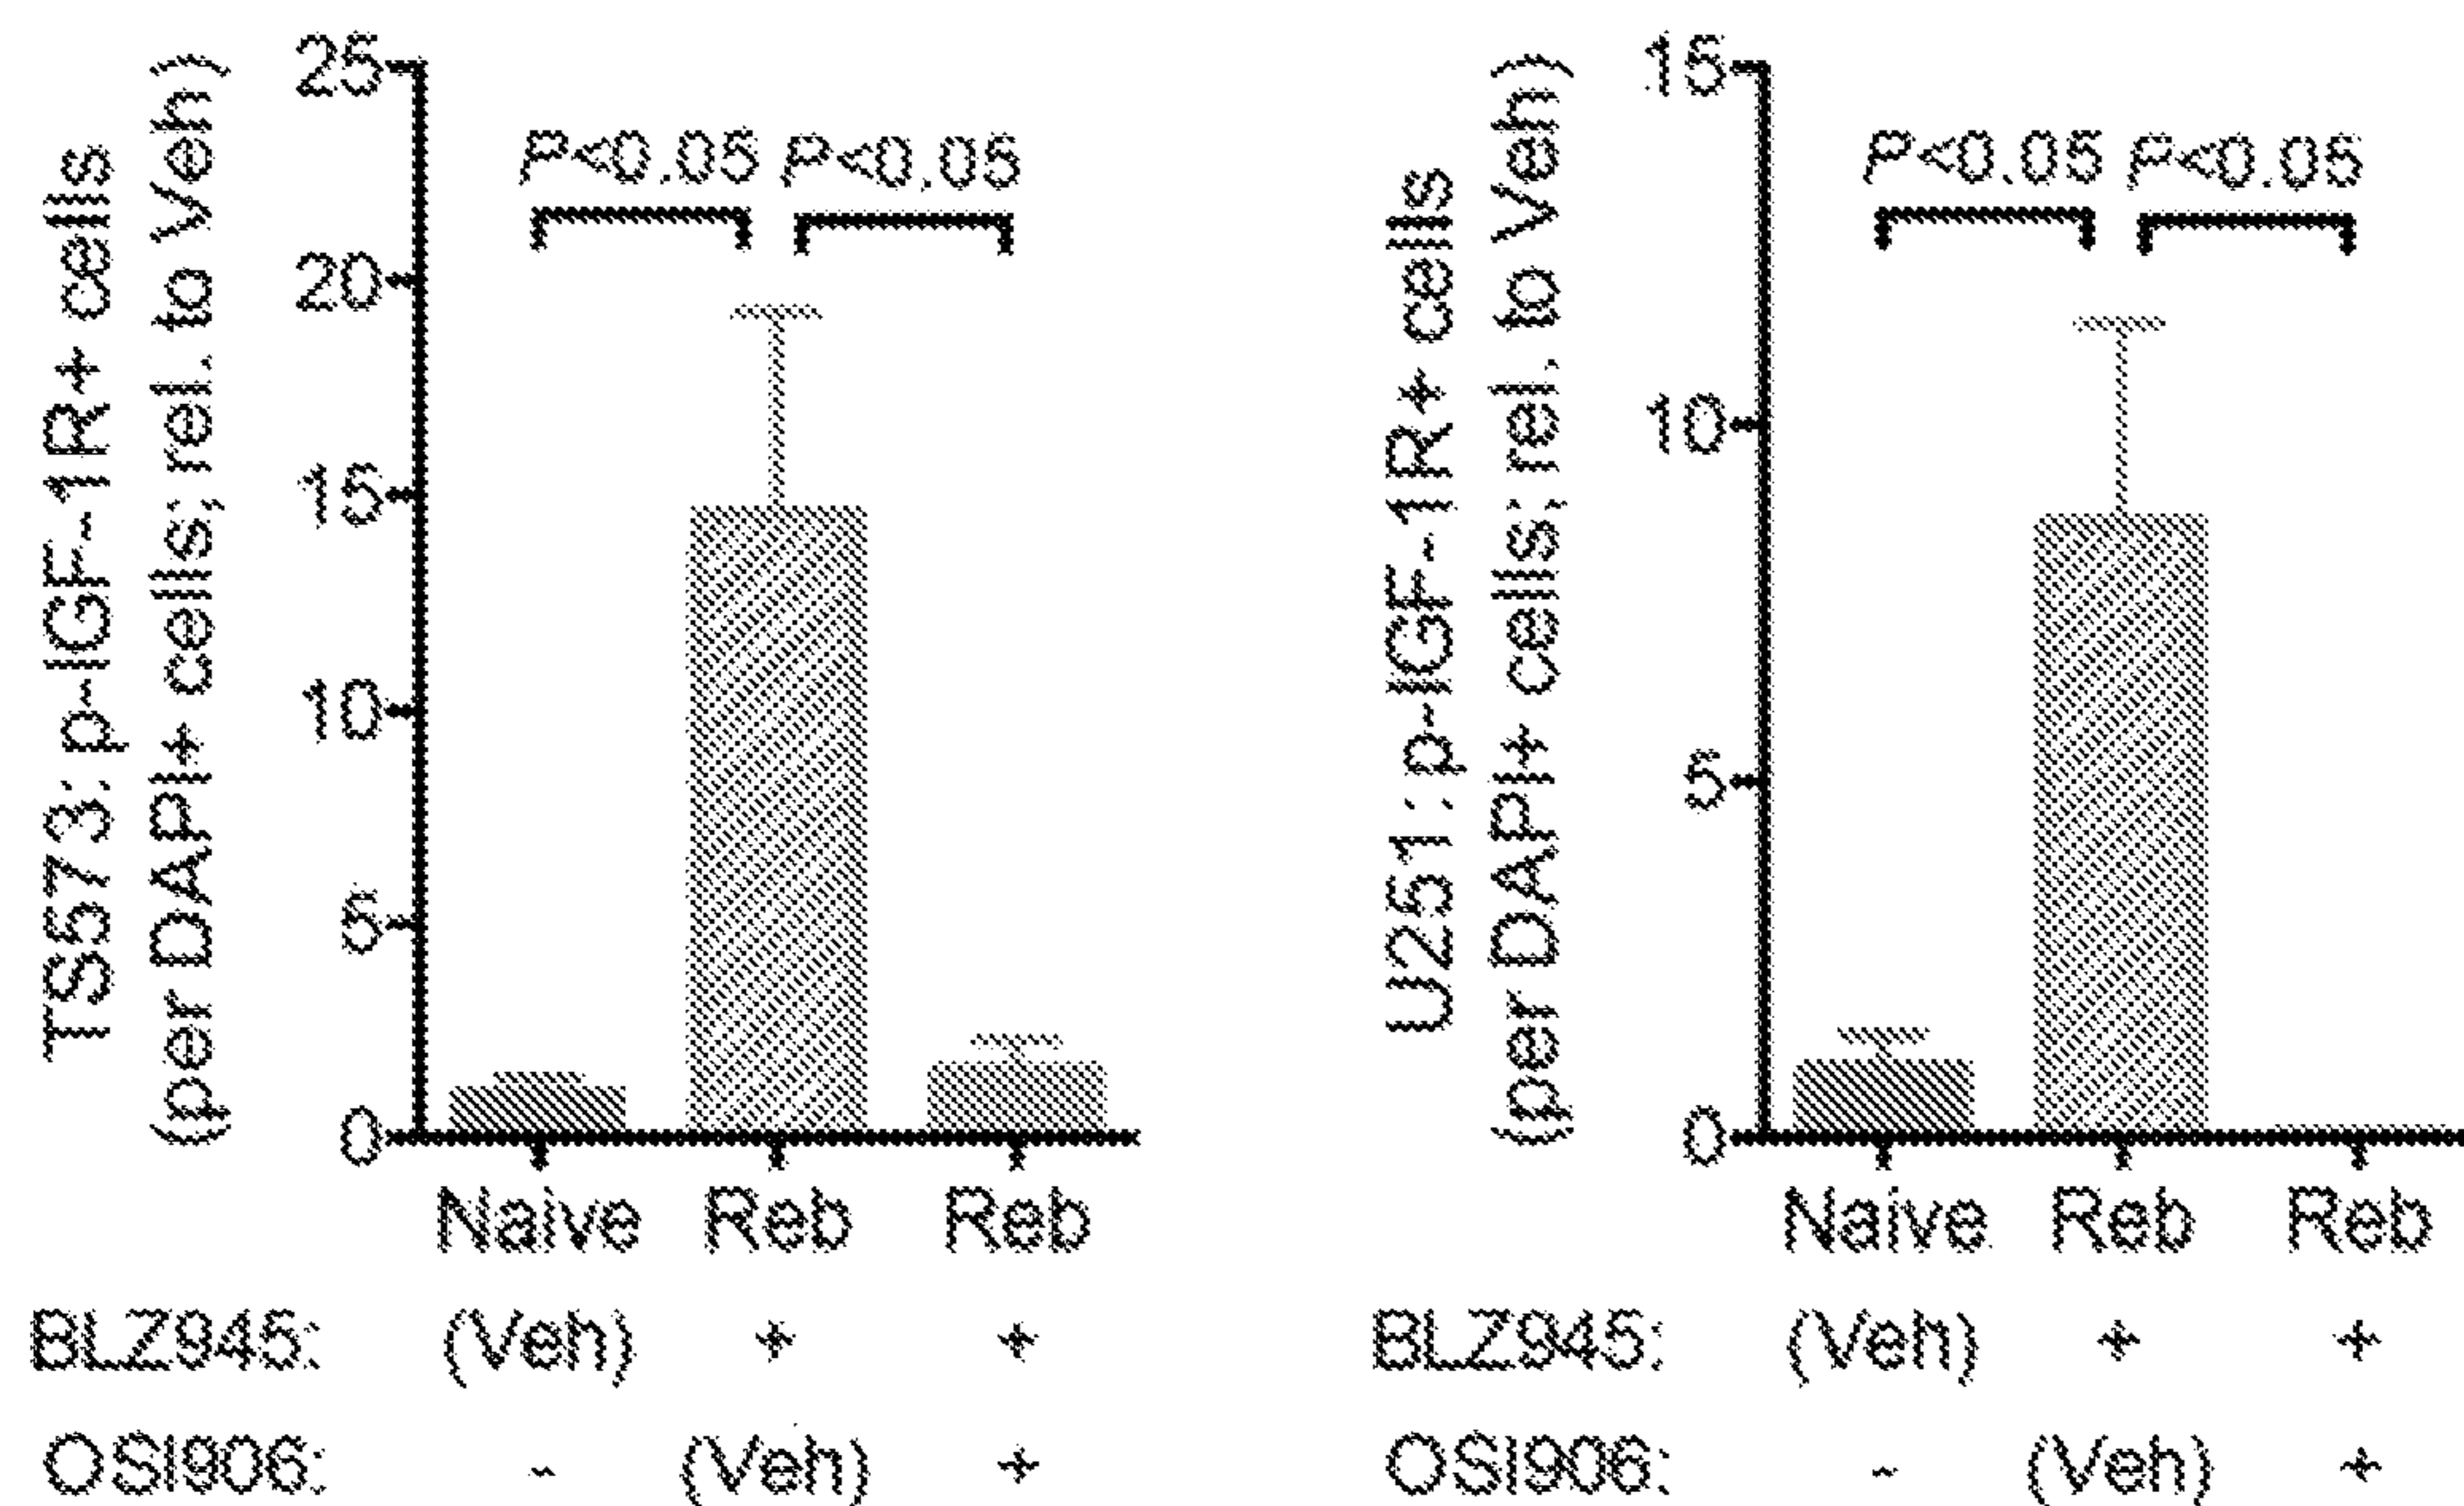 TS573: p-IGF-1R+ cells
(per DAPI+ cells; rel. to Veh)
25
20
15
10
5
0
P<0.05 P<0.05
Naive Reb Reb
BLZ945: (Veh) + +
OSI906: - (Veh) +
U251: p-IGF-1R+ cells
(per DAPI+ cells; rel. to Veh)
15
10
5
0
P<0.05 P<0.05
Naive Reb Reb
BLZ945: (Veh) + +
OSI906: - (Veh) +